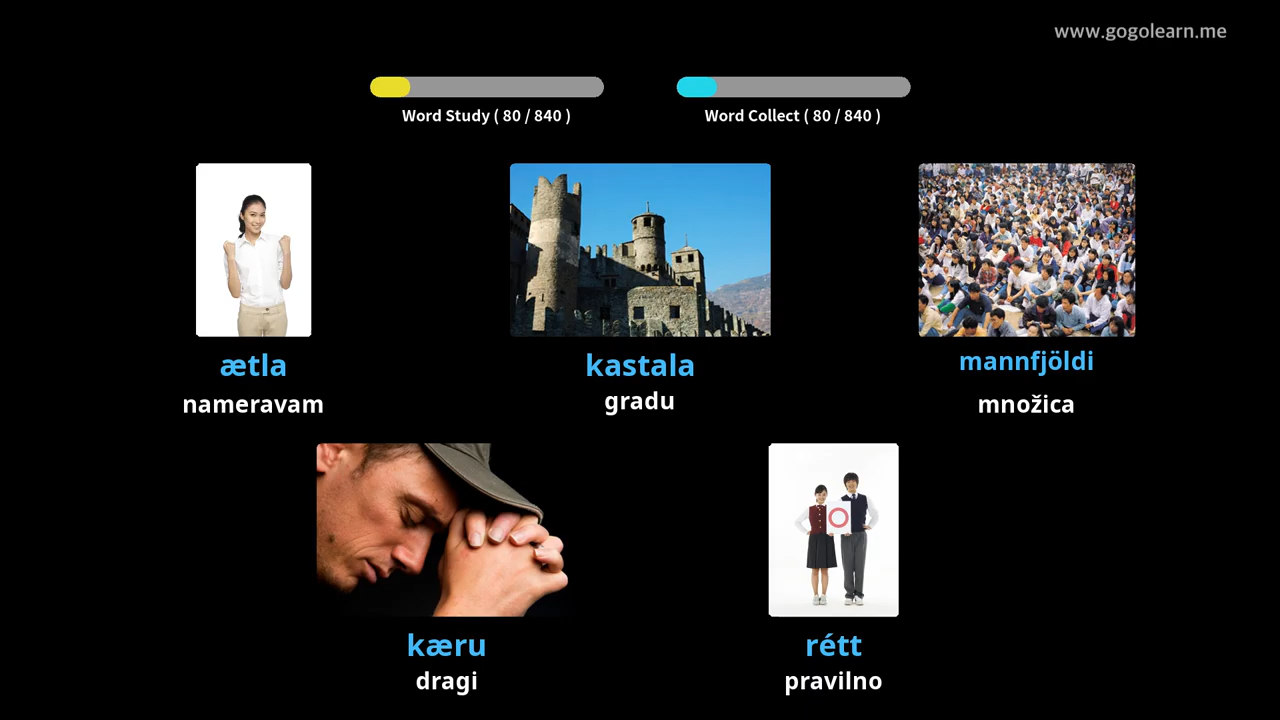 www.gogolearn.me
Word Study ( 80 / 840 )
Word Collect ( 80 / 840 )
ætla
nameravam
kastala
gradu
mannfjöldi
množica
kæru
dragi
rétt
pravilno